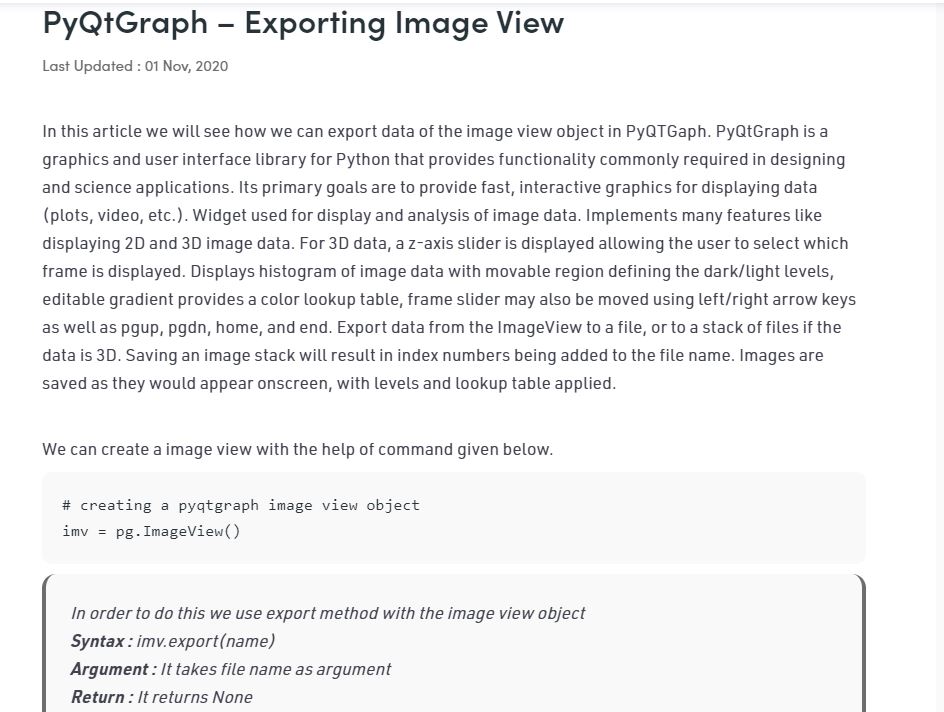 PyQtGraph – Exporting Image View
Last Updated : 01 Nov, 2020
In this article we will see how we can export data of the image view object in PyQTGaph. PyQtGraph is a
graphics and user interface library for Python that provides functionality commonly required in designing
and science applications. Its primary goals are to provide fast, interactive graphics for displaying data
(plots, video, etc.). Widget used for display and analysis of image data. Implements many features like
displaying 2D and 3D image data. For 3D data, a z-axis slider is displayed allowing the user to select which
frame is displayed. Displays histogram of image data with movable region defining the dark/light levels,
editable gradient provides a color lookup table, frame slider may also be moved using left/right arrow keys
as well as pgup, pgdn, home, and end. Export data from the ImageView to a file, or to a stack of files if the
data is 3D. Saving an image stack will result in index numbers being added to the file name. Images are
saved as they would appear onscreen, with levels and lookup table applied.
We can create a image view with the help of command given below.
# creating a pyqtgraph image view object
imv = pg.ImageView()
In order to do this we use export method with the image view object
Syntax : imv.export(name)
Argument : It takes file name as argument
Return : It returns None